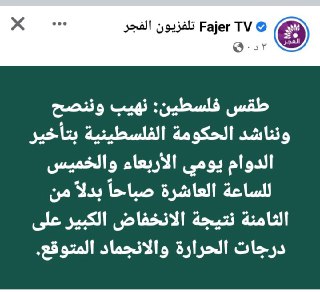 Fajer TV تلفزيون الفجر
٢ د ·
الفجر
طقس فلسطين: نهيب وننصح
ونناشد الحكومة الفلسطينية بتأخير
الدوام يومي الأربعاء والخميس
للساعة العاشرة صباحاً بدلاً من
الثامنة نتيجة الانخفاض الكبير على
درجات الحرارة والانجماد المتوقع.